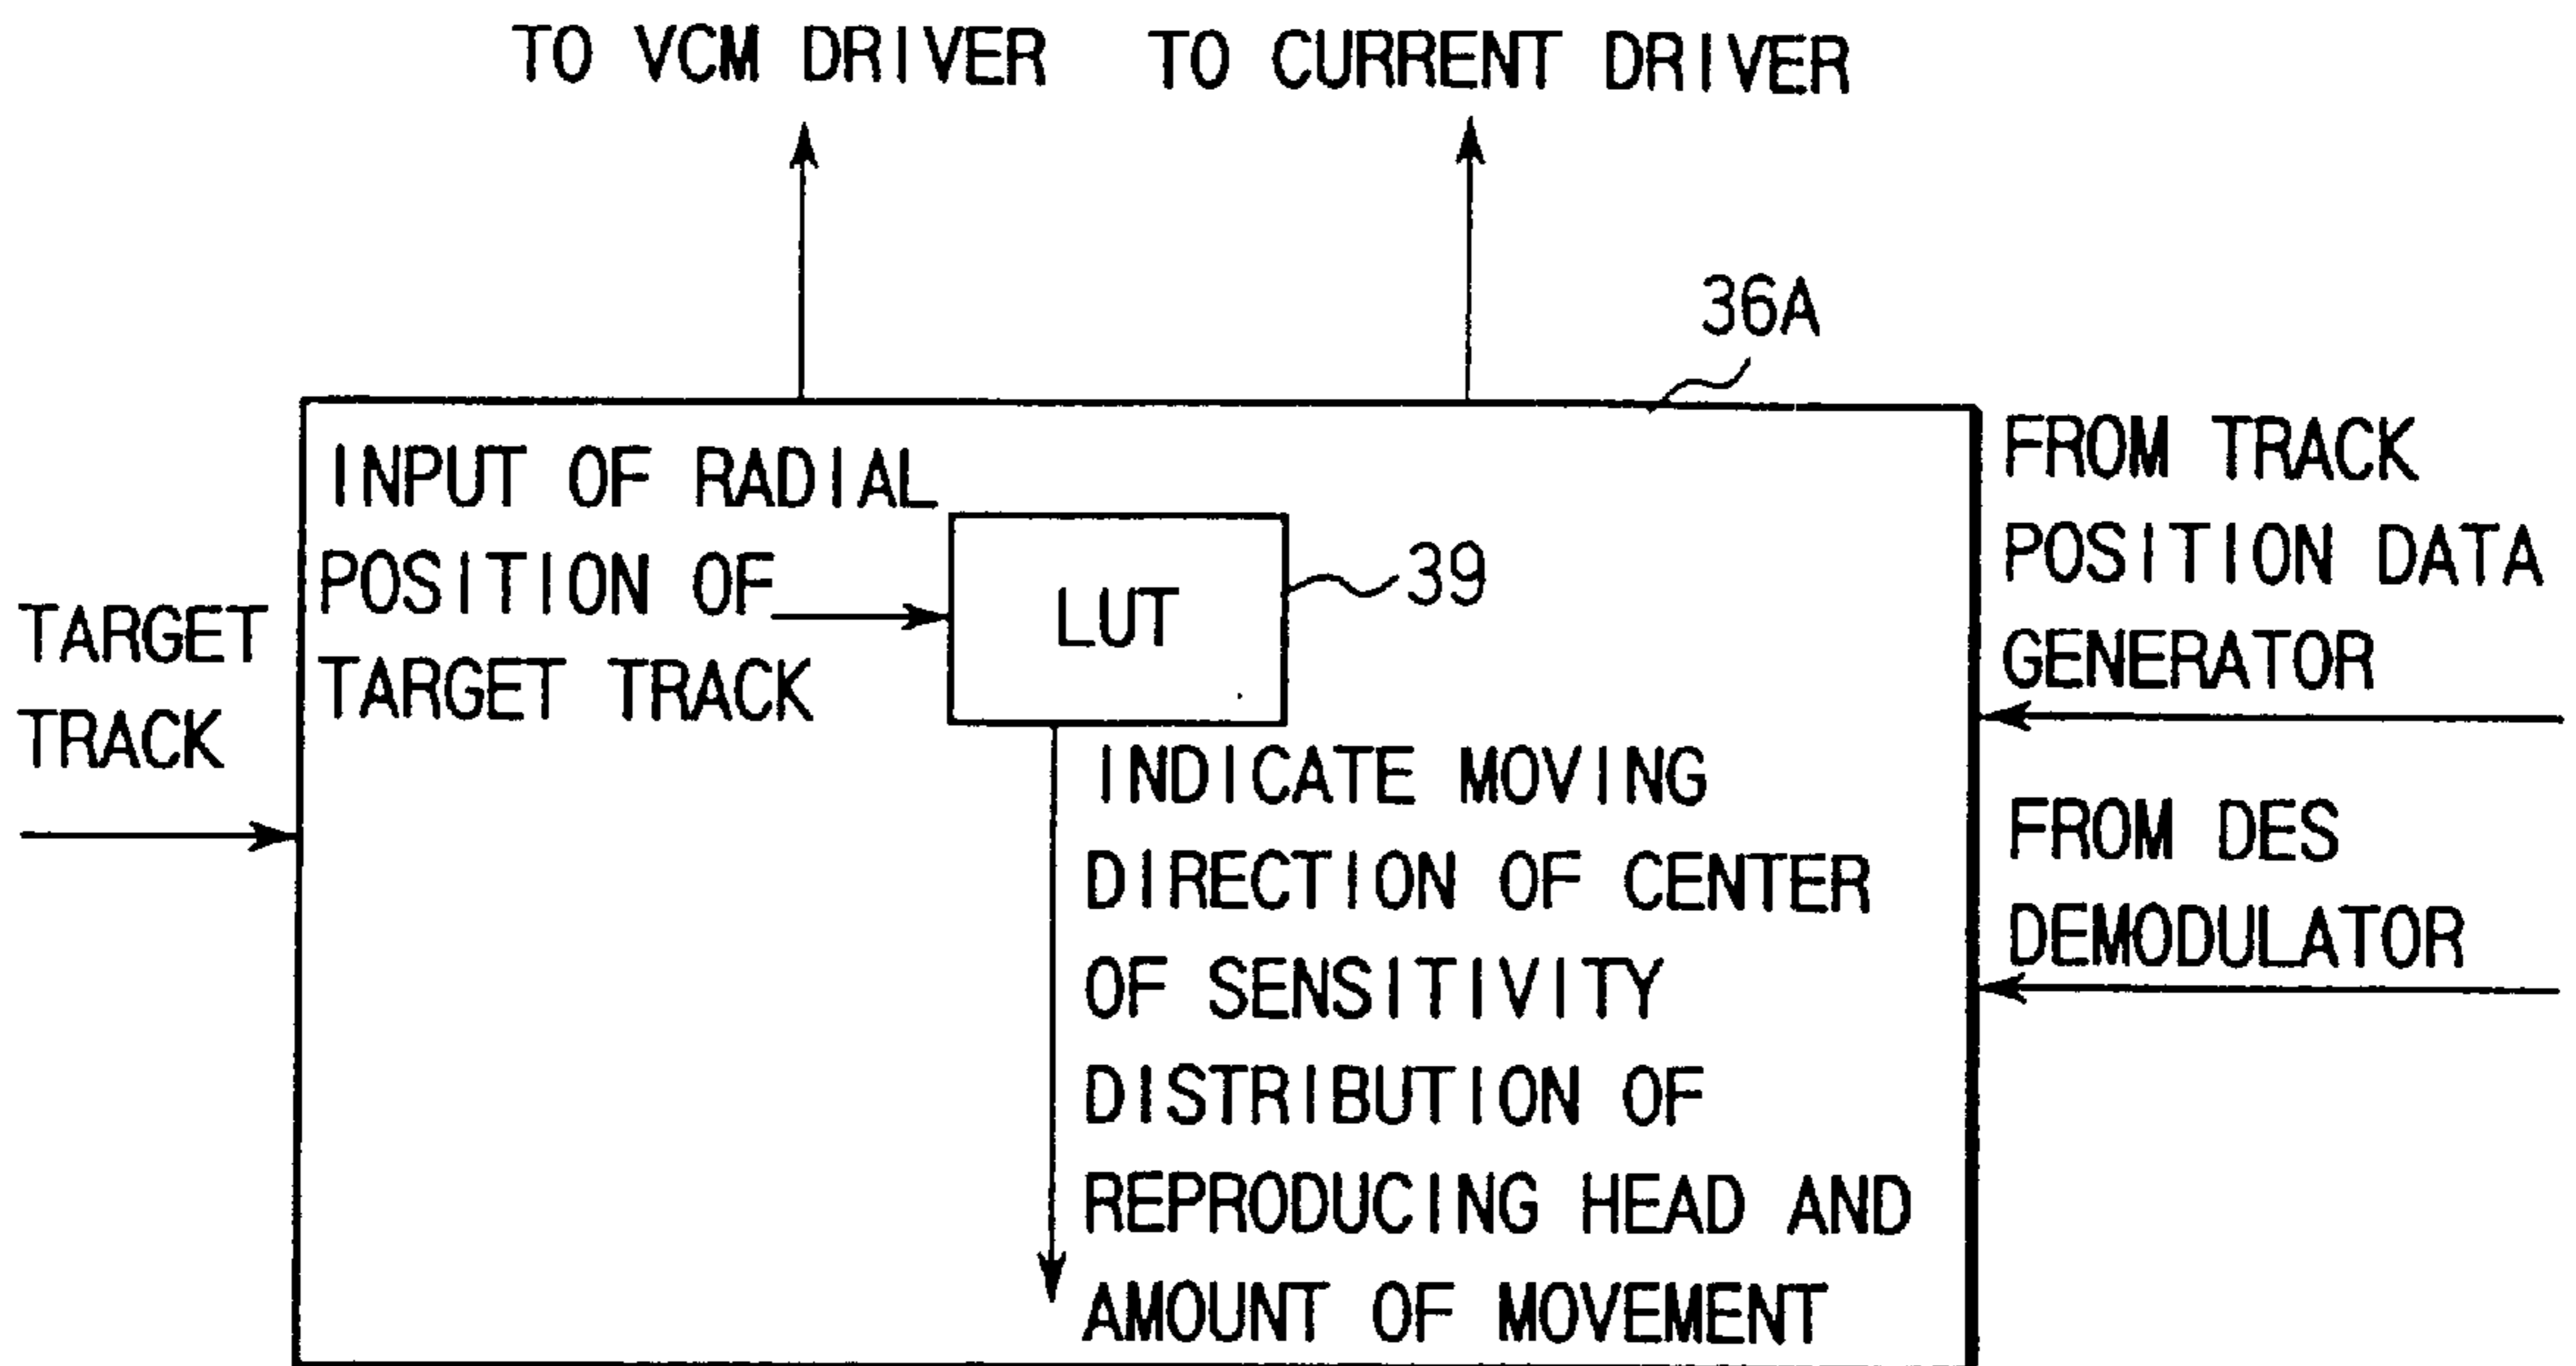 TO VCM DRIVER
TO CURRENT DRIVER
36A
INPUT OF RADIAL
POSITION OF
TARGET TRACK
LUT
39
TARGET
TRACK
FROM TRACK
POSITION DATA
GENERATOR
FROM DES
DEMODULATOR
INDICATE MOVING
DIRECTION OF CENTER
OF SENSITIVITY
DISTRIBUTION OF
REPRODUCING HEAD AND
AMOUNT OF MOVEMENT